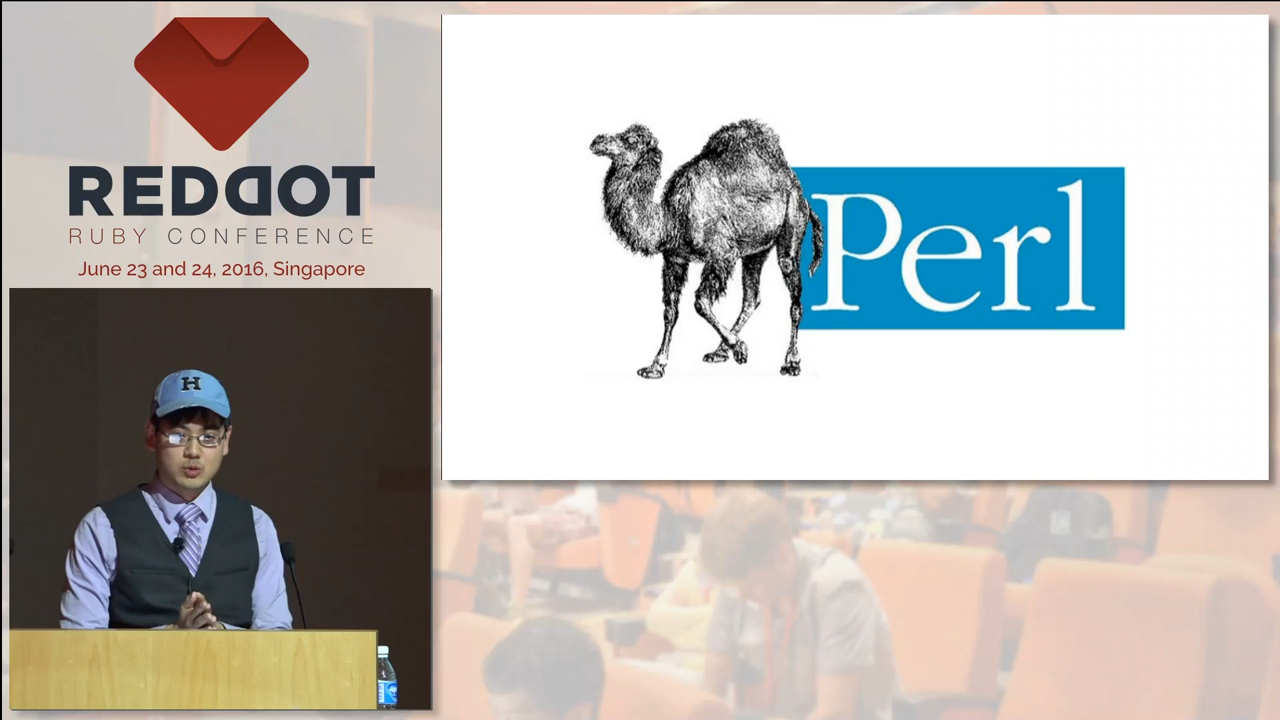 REDDOT
RUBY CONFERENCE
June 23 and 24, 2016, Singapore
Perl
H